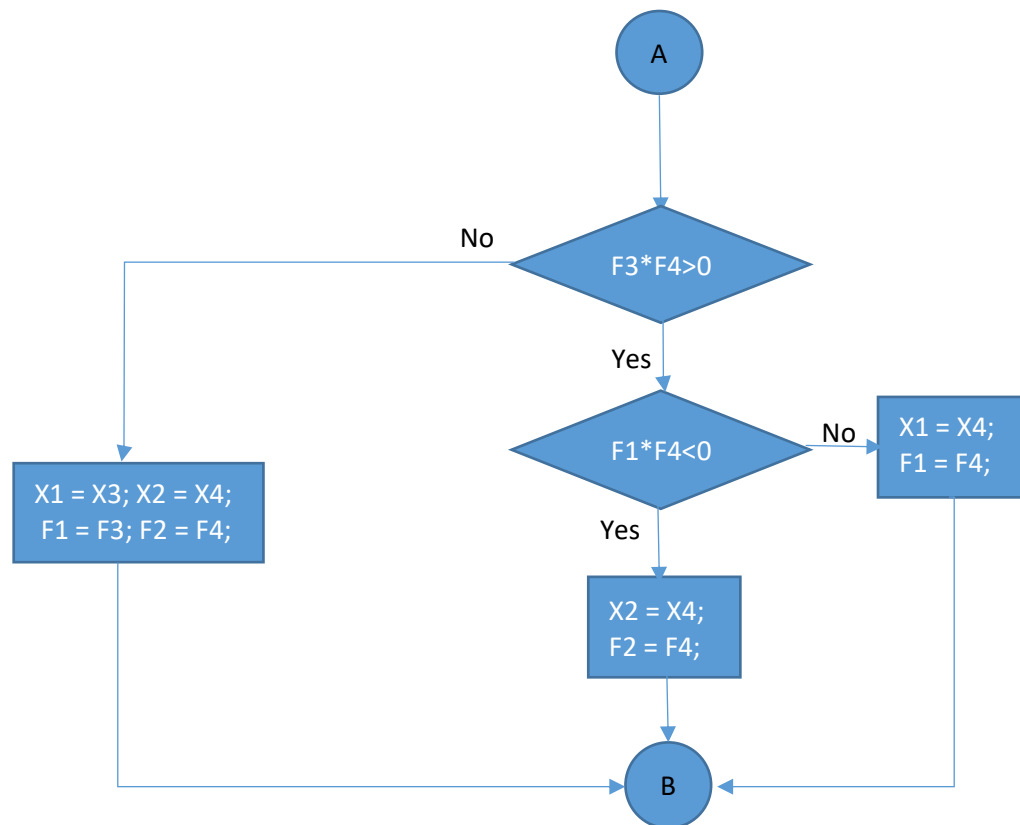 A
No
F3*F4>0
Yes
F1*F4<0
No
X1 = X4;
F1 = F4;
X1 = X3; X2 = X4;
F1 = F3; F2 = F4;
Yes
X2 = X4;
F2 = F4;
B